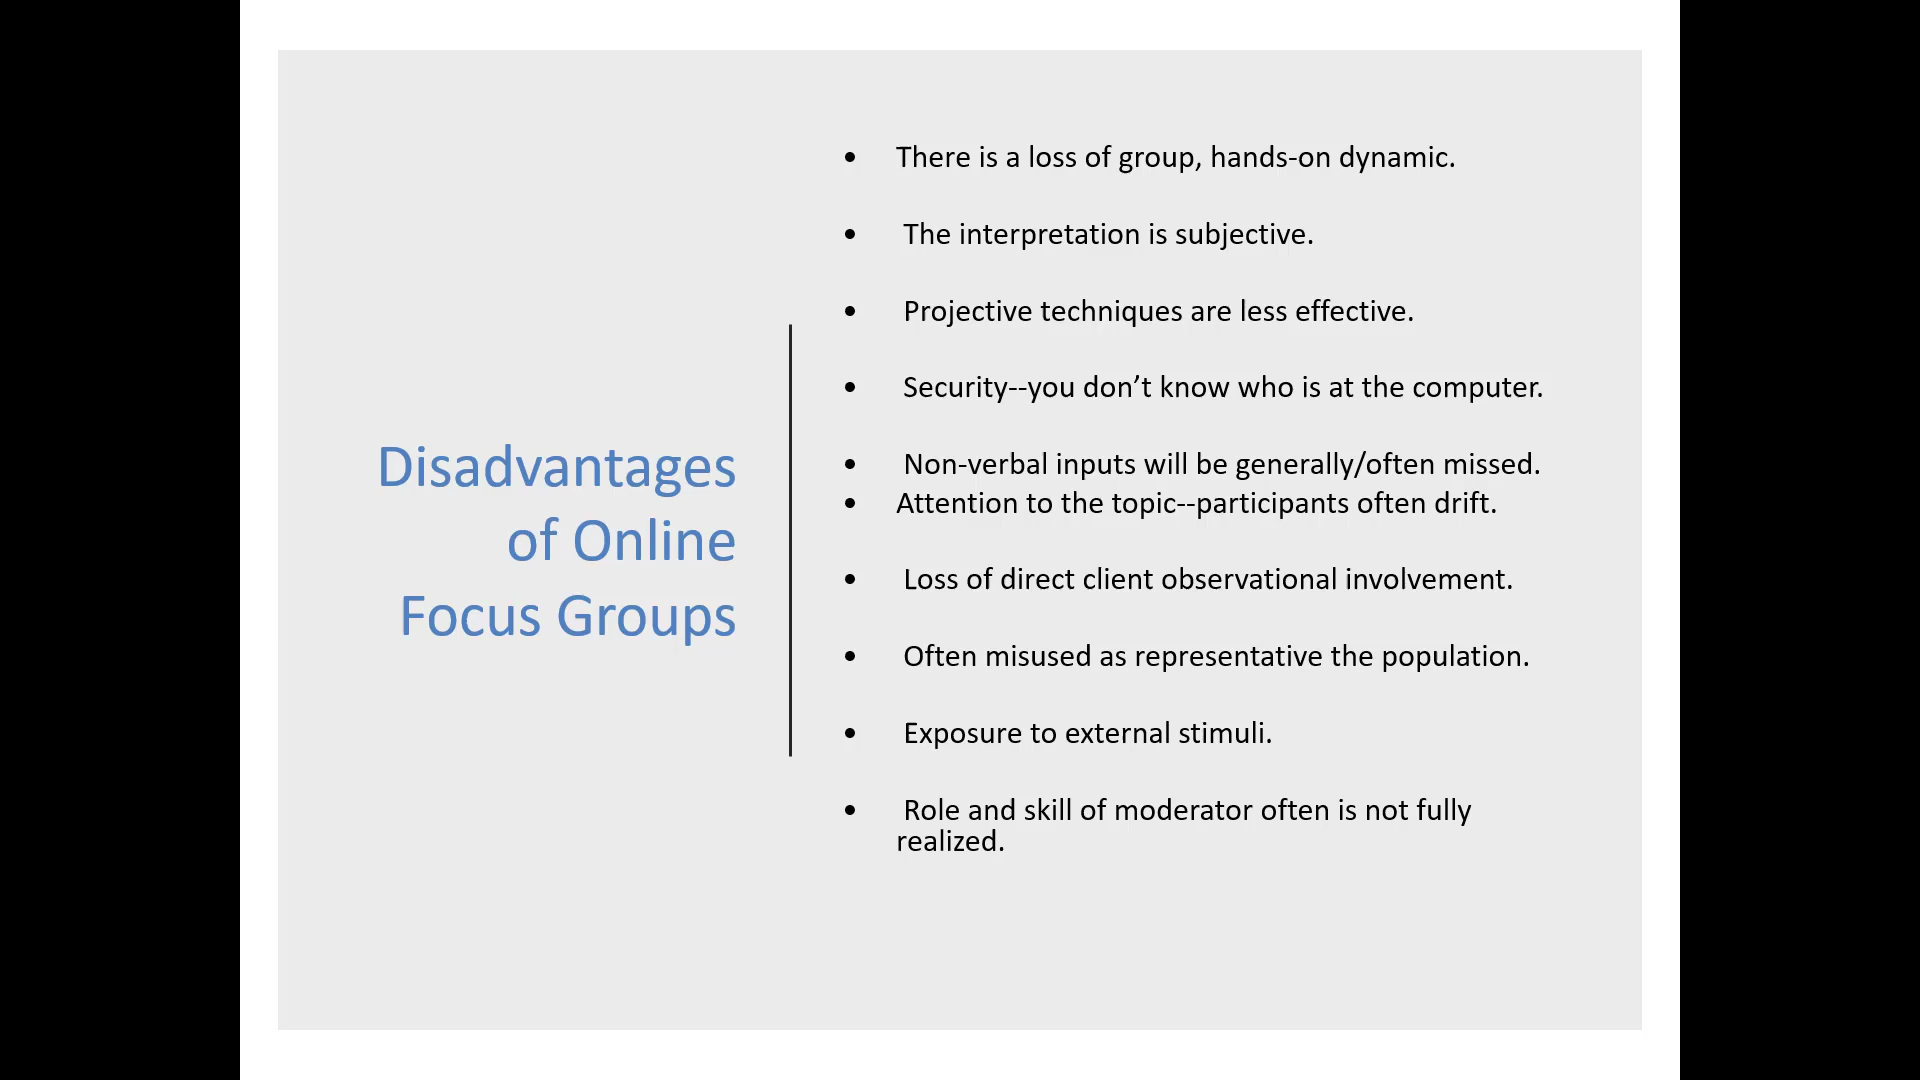 Disadvantages
of Online
Focus Groups
• There is a loss of group, hands-on dynamic.
• The interpretation is subjective.
• Projective techniques are less effective.
• Security--you don’t know who is at the computer.
• Non-verbal inputs will be generally/often missed.
• Attention to the topic--participants often drift.
• Loss of direct client observational involvement.
• Often misused as representative the population.
• Exposure to external stimuli.
• Role and skill of moderator often is not fully
realized.